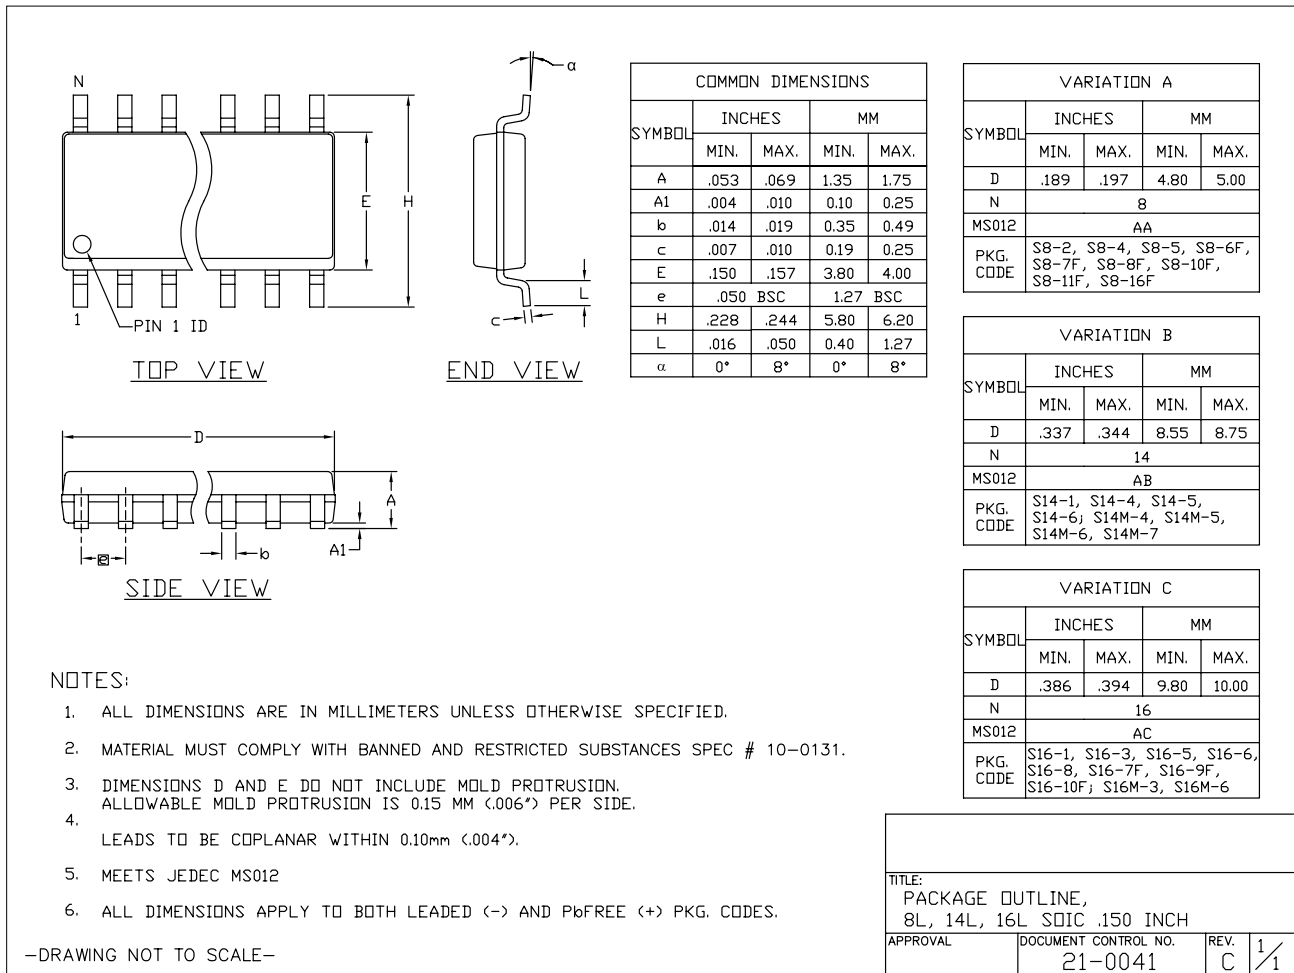 N
α
E
H
1
PIN 1 ID
L
c
TOP VIEW
END VIEW
D
A
A1
e
b
SIDE VIEW
COMMON DIMENSIONS
SYMBOL INCHES MM
MIN. MAX. MIN. MAX.
A .053 .069 1.35 1.75
A1 .004 .010 0.10 0.25
b .014 .019 0.35 0.49
c .007 .010 0.19 0.25
E .150 .157 3.80 4.00
e .050 BSC 1.27 BSC
H .228 .244 5.80 6.20
L .016 .050 0.40 1.27
α 0° 8° 0° 8°
VARIATION A
SYMBOL INCHES MM
MIN. MAX. MIN. MAX.
D .189 .197 4.80 5.00
N 8
MS012 AA
PKG. CODE
S8-2, S8-4, S8-5, S8-6F,
S8-7F, S8-8F, S8-10F,
S8-11F, S8-16F
VARIATION B
SYMBOL INCHES MM
MIN. MAX. MIN. MAX.
D .337 .344 8.55 8.75
N 14
MS012 AB
PKG. CODE
S14-1, S14-4, S14-5,
S14-6; S14M-4, S14M-5,
S14M-6, S14M-7
VARIATION C
SYMBOL INCHES MM
MIN. MAX. MIN. MAX.
D .386 .394 9.80 10.00
N 16
MS012 AC
PKG. CODE
S16-1, S16-3, S16-5, S16-6,
S16-8, S16-7F, S16-9F,
S16-10F; S16M-3, S16M-6
NOTES:
1. ALL DIMENSIONS ARE IN MILLIMETERS UNLESS OTHERWISE SPECIFIED.
2. MATERIAL MUST COMPLY WITH BANNED AND RESTRICTED SUBSTANCES SPEC # 10-0131.
3. DIMENSIONS D AND E DO NOT INCLUDE MOLD PROTRUSION.
ALLOWABLE MOLD PROTRUSION IS 0.15 MM (.006") PER SIDE.
4.
LEADS TO BE COPLANAR WITHIN 0.10mm (.004").
5. MEETS JEDEC MS012
6. ALL DIMENSIONS APPLY TO BOTH LEADED (-) AND PbFREE (+) PKG. CODES.
-DRAWING NOT TO SCALE-
TITLE:
PACKAGE OUTLINE,
8L, 14L, 16L SOIC .150 INCH
APPROVAL
DOCUMENT CONTROL NO.
21-0041
REV.
C
1/1